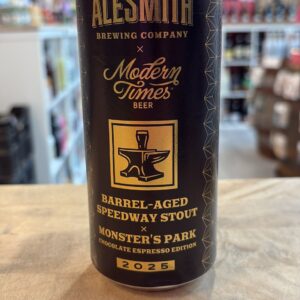 ALESMITH
BREWING COMPANY
×
Modern
Times
BEER
BARREL-AGED
SPEEDWAY STOUT
×
MONSTER'S PARK
CHOCOLATE ESPRESSO EDITION
2025